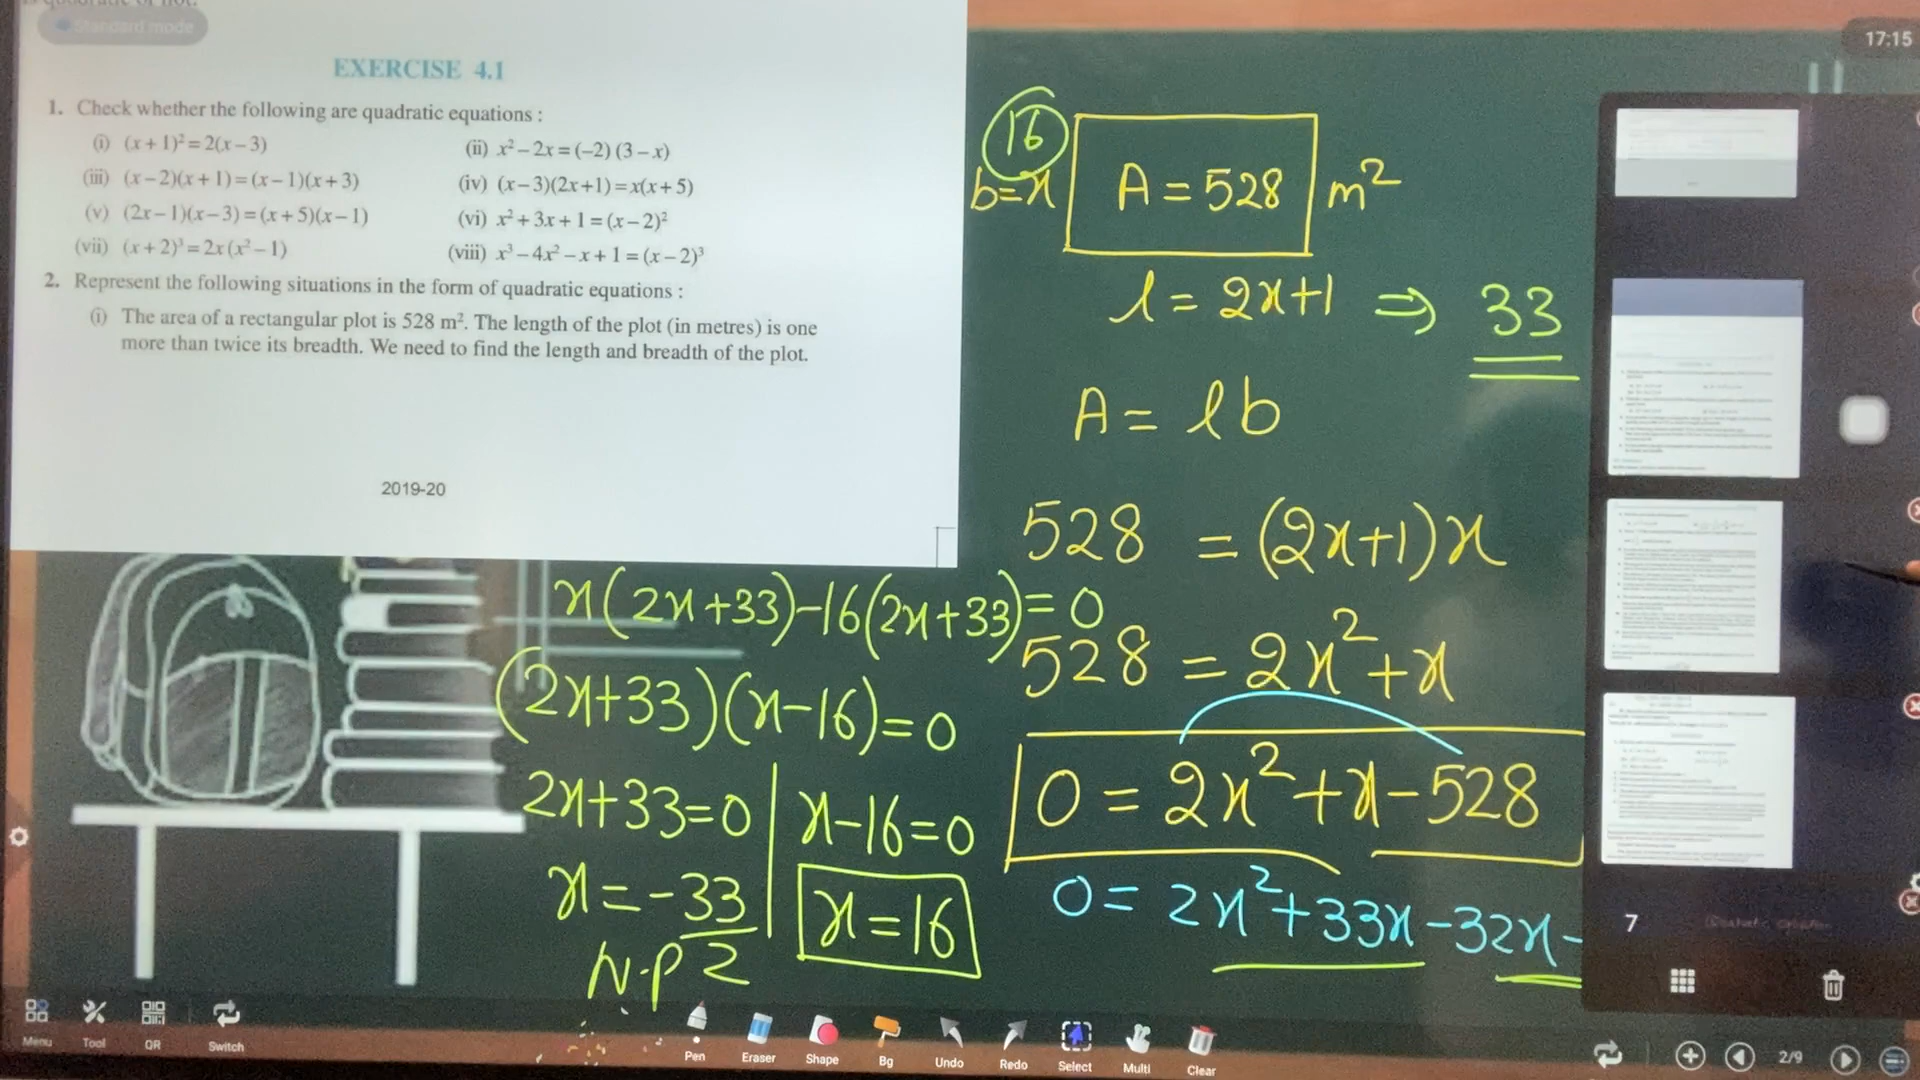 Standard mode
17:15
EXERCISE 4.1
1. Check whether the following are quadratic equations :
(i) (x + 1)² = 2(x – 3)
(ii) x² – 2x = (–2) (3 – x)
(iii) (x – 2)(x + 1) = (x – 1)(x + 3)
(iv) (x – 3)(2x + 1) = x(x + 5)
(v) (2x – 1)(x – 3) = (x + 5)(x – 1)
(vi) x² + 3x + 1 = (x – 2)²
(vii) (x + 2)³ = 2x (x² – 1)
(viii) x³ – 4x² – x + 1 = (x – 2)³
2. Represent the following situations in the form of quadratic equations :
(i) The area of a rectangular plot is 528 m². The length of the plot (in metres) is one
more than twice its breadth. We need to find the length and breadth of the plot.
2019-20
16
b=x
A = 528 m²
l = 2x+1 ⇒ 33
A = lb
528 = (2x+1)x
528 = 2x²+x
0 = 2x²+x-528
0 = 2x²+33x-32x-
x(2x+33)-16(2x+33)=0
(2x+33)(x-16)=0
2x+33=0 | x-16=0
x=-33/2
x=16
N.P
7
Menu
Tool
QR
Switch
Pen
Eraser
Shape
Bg
Undo
Redo
Select
Multi
Clear
2/9